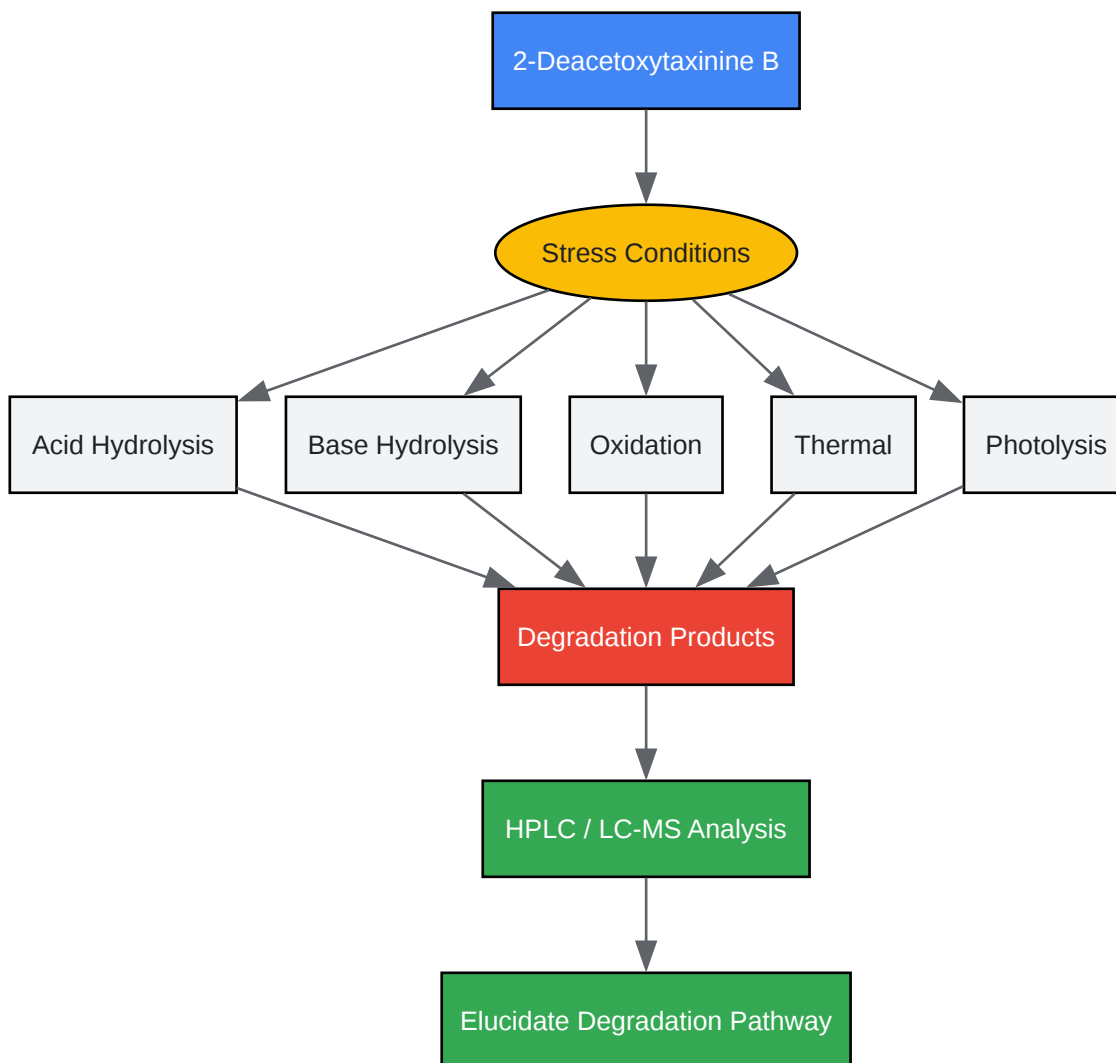 2-Deacetoxytaxinine B
Stress Conditions
Acid Hydrolysis
Base Hydrolysis
Oxidation
Thermal
Photolysis
Degradation Products
HPLC / LC-MS Analysis
Elucidate Degradation Pathway